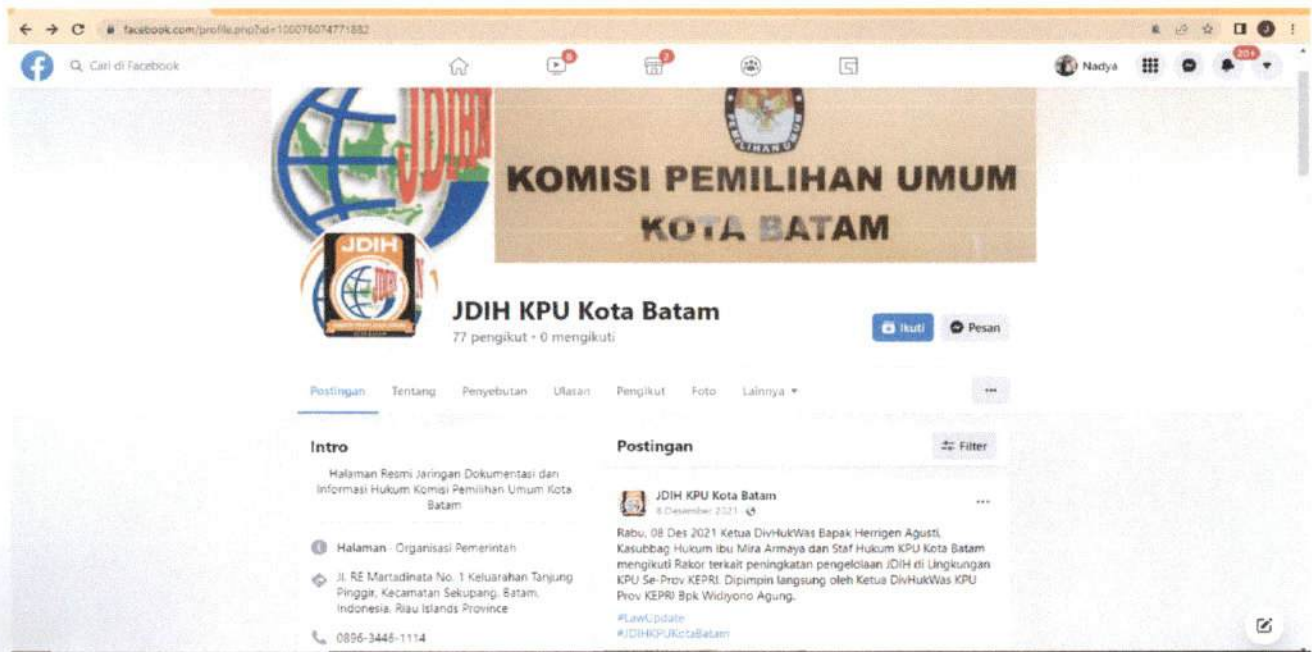 facebook.com/profile.php?id=100076074771882
Cari di Facebook
6
2
Nadya
20+
JDIHN
PEMILIHAN UMUM
KOMISI PEMILIHAN UMUM
KOTA BATAM
JDIH
JDIHN
JDIH KPU Kota Batam
77 pengikut • 0 mengikuti
Ikuti
Pesan
Postingan
Tentang
Penyebutan
Ulasan
Pengikut
Foto
Lainnya
Intro
Halaman Resmi Jaringan Dokumentasi dan
Informasi Hukum Komisi Pemilihan Umum Kota
Batam
Halaman · Organisasi Pemerintah
Jl. RE Martadinata No. 1 Keluarahan Tanjung
Pinggir, Kecamatan Sekupang, Batam,
Indonesia, Riau Islands Province
0896-3446-1114
Postingan
Filter
JDIH KPU Kota Batam
8 Desember 2021
Rabu, 08 Des 2021 Ketua DivHukWas Bapak Herrigen Agusti,
Kasubbag Hukum Ibu Mira Armaya dan Staf Hukum KPU Kota Batam
mengikuti Rakor terkait peningkatan pengelolaan JDIH di Lingkungan
KPU Se-Prov KEPRI. Dipimpin langsung oleh Ketua DivHukWas KPU
Prov KEPRI Bpk Widiyono Agung.
#LawUpdate
#JDIHKPUKotaBatam